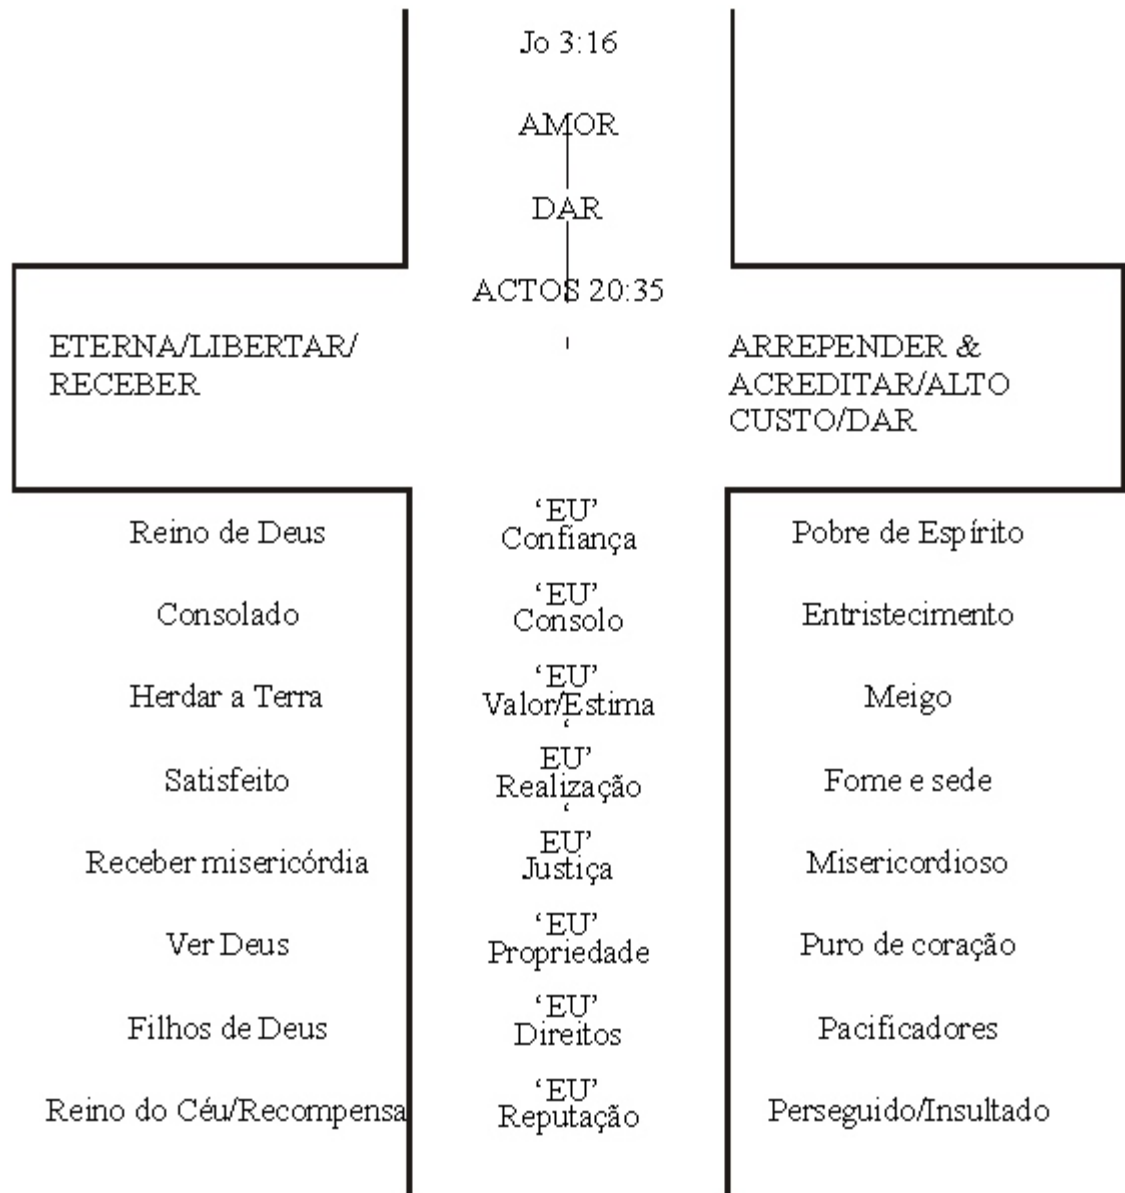 Jo 3:16
AMOR
DAR
ACTOS 20:35
ETERNA/LIBERTAR/
RECEBER
ARREPENDER &
ACREDITAR/ALTO
CUSTO/DAR
‘EU’
Reino de Deus
Confiança
Pobre de Espírito
‘EU’
Consolado
Consolo
Entristecimento
‘EU’
Herdar a Terra
Valor/Estima
Meigo
‘
EU’
Satisfeito
Realização
Fome e sede
‘
EU’
Receber misericórdia
Justiça
Misericordioso
‘EU’
Ver Deus
Propriedade
Puro de coração
‘EU’
Filhos de Deus
Direitos
Pacificadores
‘EU’
Reino do Céu/Recompensa
Reputação
Perseguido/Insultado